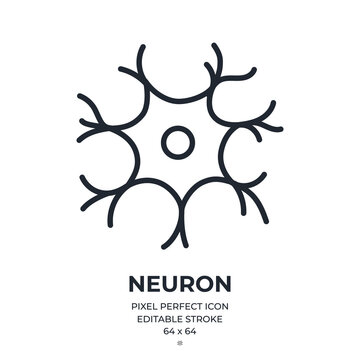 NEURON
PIXEL PERFECT ICON
EDITABLE STROKE
64 x 64